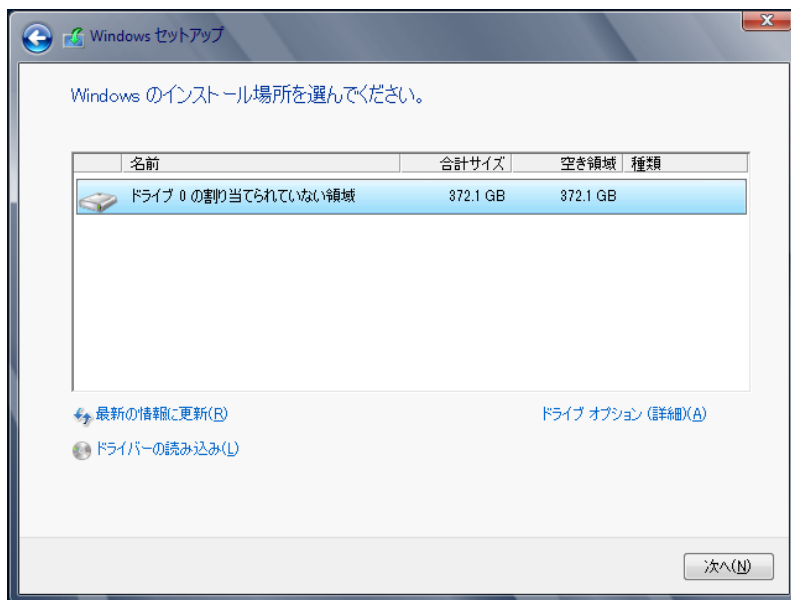 Windows セットアップ
Windows のインストール場所を選んでください。
名前 合計サイズ 空き領域 種類
ドライブ 0 の割り当てられていない領域 372.1 GB 372.1 GB
最新の情報に更新(R) ドライブ オプション (詳細)(A)
ドライバーの読み込み(L)
次へ(N)